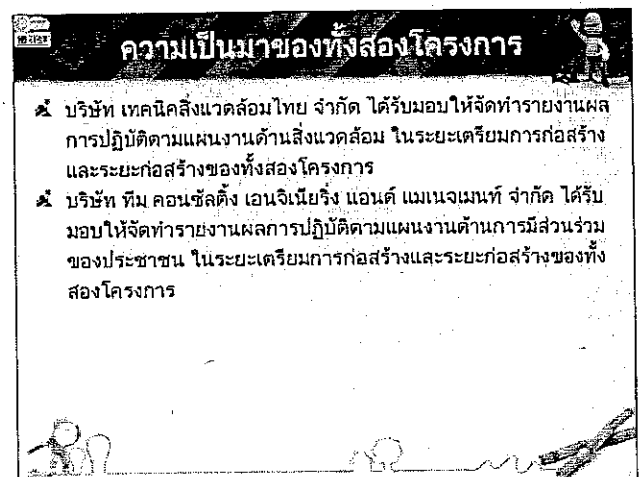 ความเป็นมาของทั้งสองโครงการ
บริษัท เทคนิคสิ่งแวดล้อมไทย จำกัด ได้รับมอบให้จัดทำรายงานผล
การปฏิบัติตามแผนงานด้านสิ่งแวดล้อม ในระยะเตรียมการก่อสร้าง
และระยะก่อสร้างของทั้งสองโครงการ
บริษัท ทีม คอนซัลติ้ง เอนจิเนียริ่ง แอนด์ แมเนจเมนท์ จำกัด ได้รับ
มอบให้จัดทำรายงานผลการปฏิบัติตามแผนงานด้านการมีส่วนร่วม
ของประชาชน ในระยะเตรียมการก่อสร้างและระยะก่อสร้างของทั้ง
สองโครงการ